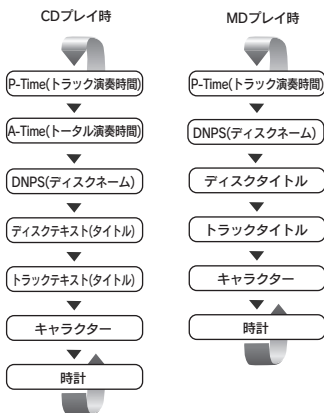 CDプレイ時
P-Time(トラック演奏時間)
A-Time(トータル演奏時間)
DNPS(ディスクネーム)
ディスクテキスト(タイトル)
トラックテキスト(タイトル)
キャラクター
時計
MDプレイ時
P-Time(トラック演奏時間)
DNPS(ディスクネーム)
ディスクタイトル
トラックタイトル
キャラクター
時計